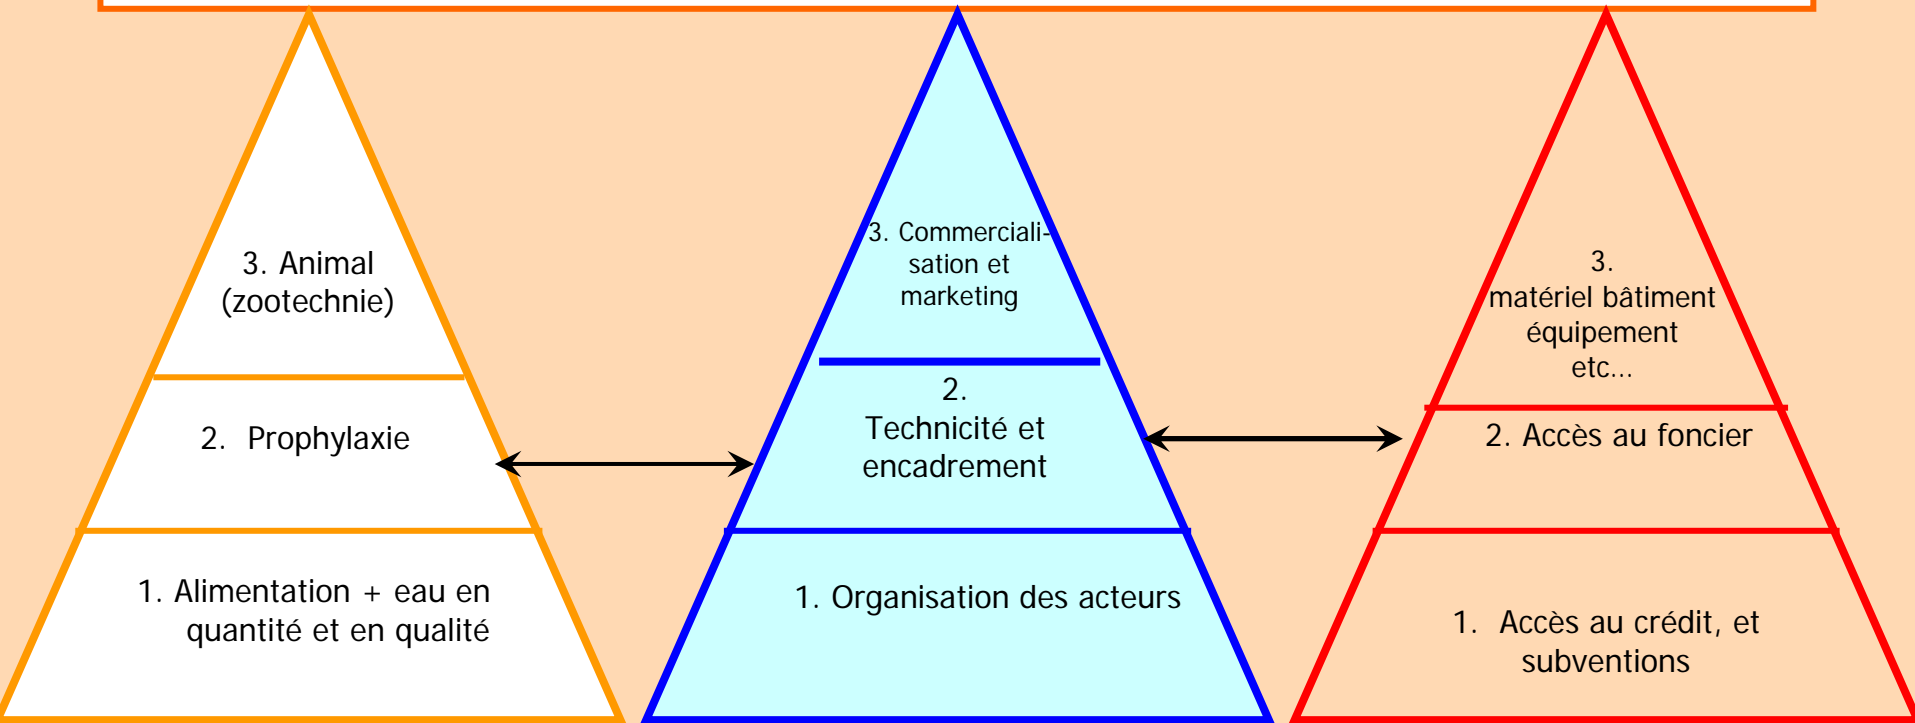 3. Animal
(zootechnie)
2. Prophylaxie
1. Alimentation + eau en
quantité et en qualité
3. Commerciali-
sation et
marketing
2.
Technicité et
encadrement
1. Organisation des acteurs
3.
matériel bâtiment
équipement
etc...
2. Accès au foncier
1. Accès au crédit, et
subventions